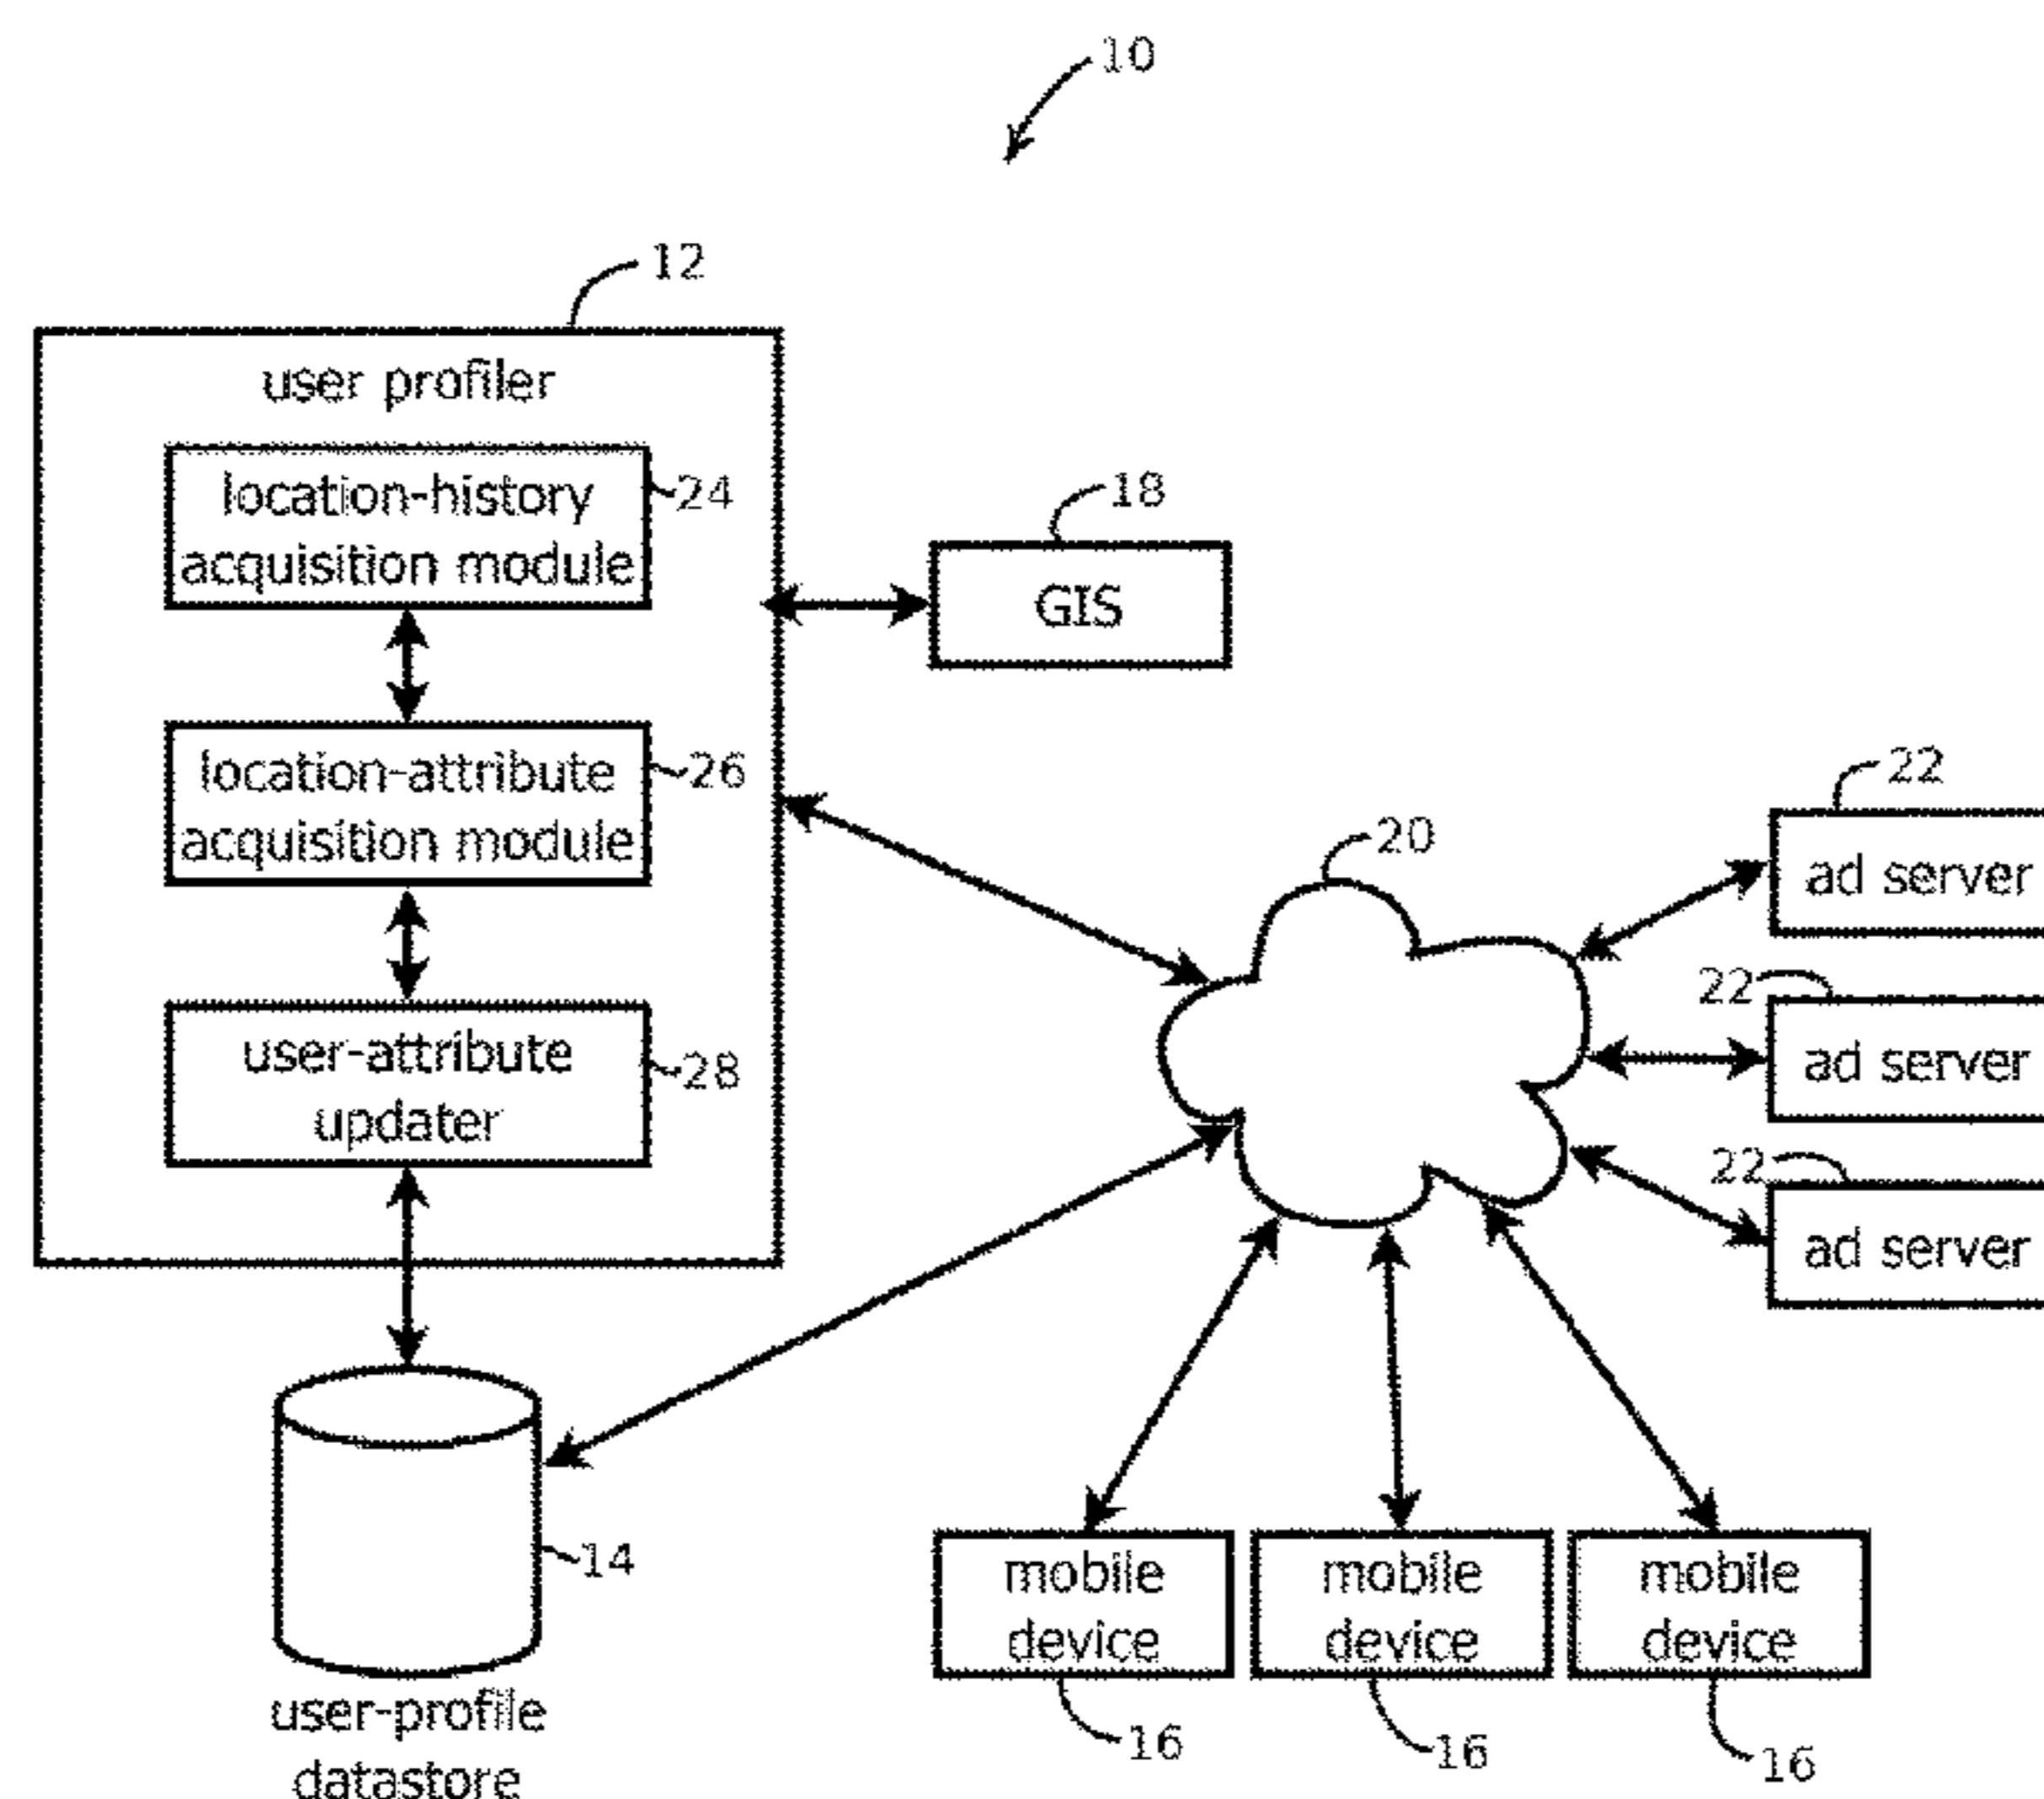 10
12
user profiler
location-history
acquisition module
24
18
GIS
location-attribute
acquisition module
26
22
ad server
20
22
ad server
user-attribute
updater
28
22
ad server
14
user-profile
datastore
mobile
device
mobile
device
mobile
device
16
16
16